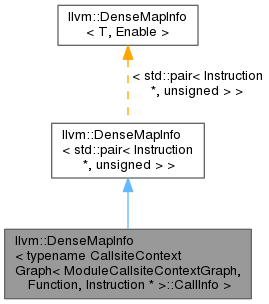 llvm::DenseMapInfo
< T, Enable >
< std::pair< Instruction
*, unsigned > >
llvm::DenseMapInfo
< std::pair< Instruction
*, unsigned > >
llvm::DenseMapInfo
< typename CallsiteContext
Graph< ModuleCallsiteContextGraph,
Function, Instruction * >::CallInfo >